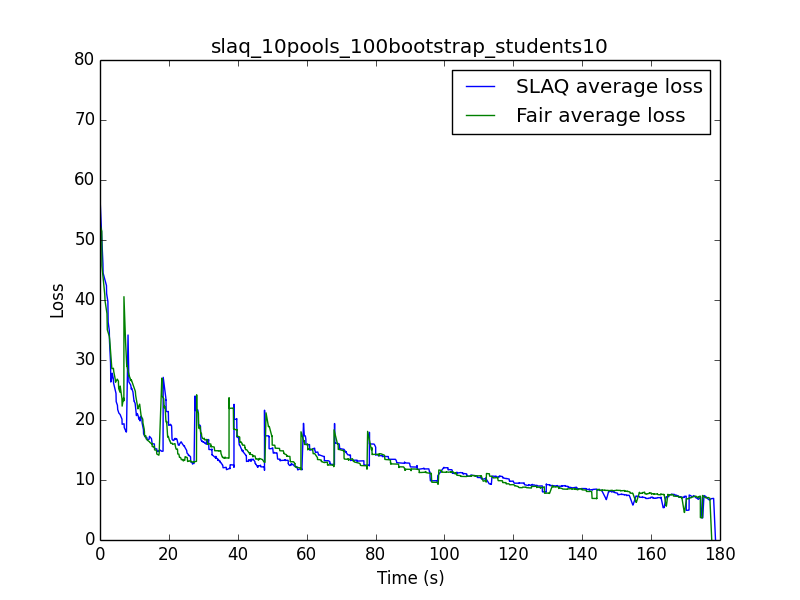 slaq_10pools_100bootstrap_students10
SLAQ average loss
Fair average loss
Loss
80
70
60
50
40
30
20
10
0
0 20 40 60 80 100 120 140 160 180
Time (s)